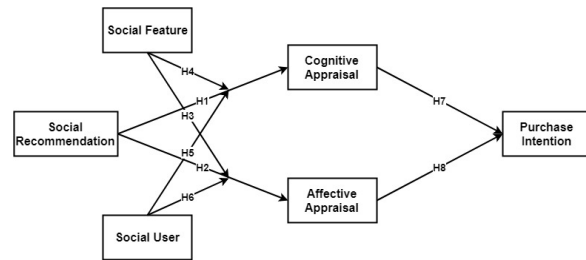 Social Feature
H4
Cognitive
Appraisal
H1
H7
H3
Social
Recommendation
Purchase
Intention
H5
H2
H8
H6
Affective
Appraisal
Social User